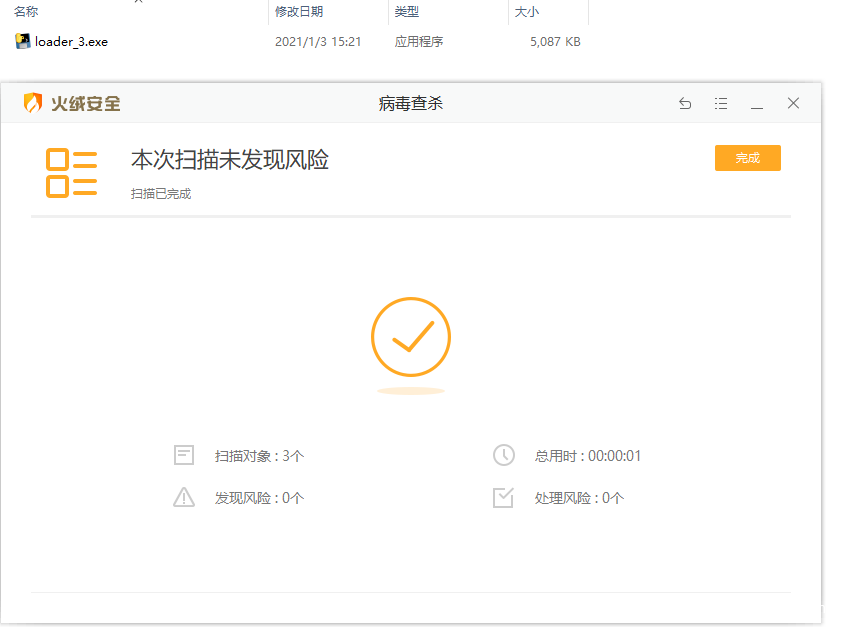 名称 修改日期 类型 大小
loader_3.exe 2021/1/3 15:21 应用程序 5,087 KB
火绒安全 病毒查杀
本次扫描未发现风险 完成
扫描已完成
扫描对象 : 3个 总用时 : 00:00:01
发现风险 : 0个 处理风险 : 0个